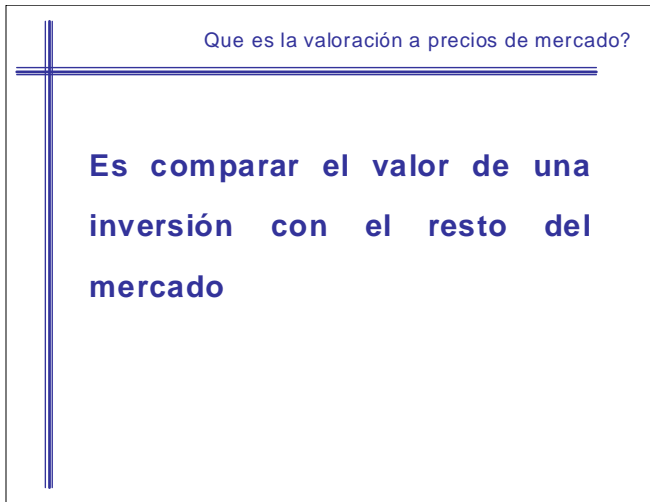 Que es la valoración a precios de mercado?
Es comparar el valor de una
inversión con el resto del
mercado